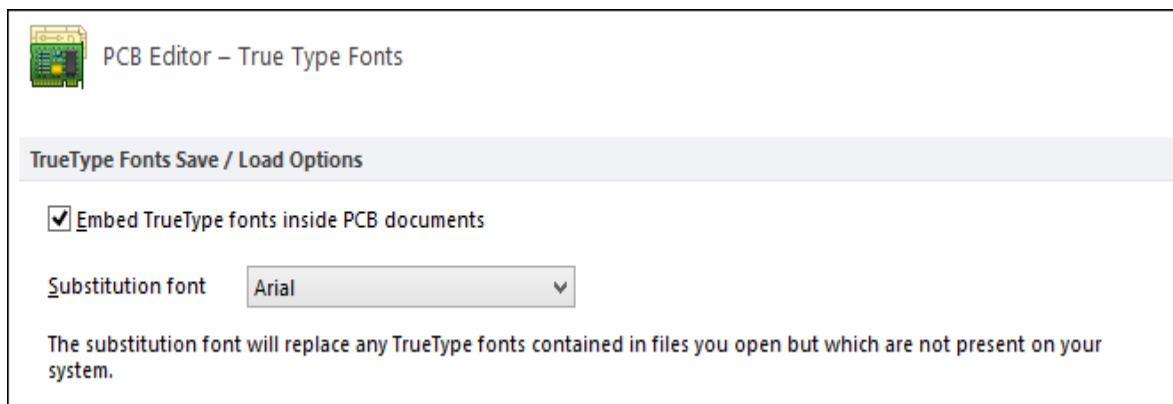 PCB Editor – True Type Fonts
TrueType Fonts Save / Load Options
Embed TrueType fonts inside PCB documents
Substitution font Arial
The substitution font will replace any TrueType fonts contained in files you open but which are not present on your
system.